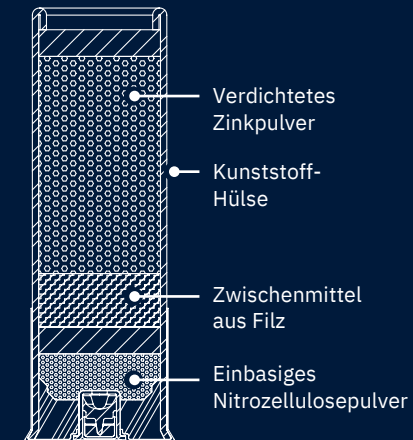 Verdichtetes
Zinkpulver
Kunststoff-
Hülse
Zwischenmittel
aus Filz
Einbasiges
Nitrozellulosepulver